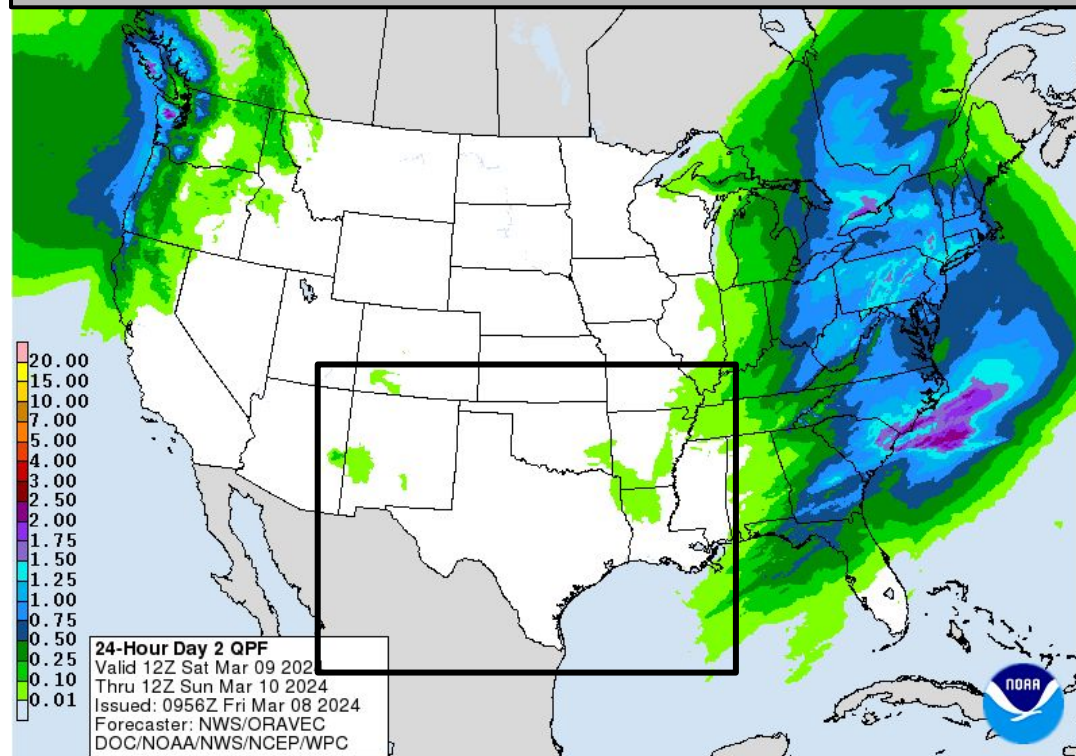 20.00
15.00
10.00
7.00
5.00
4.00
3.00
2.50
2.00
1.75
1.50
1.25
1.00
0.75
0.50
0.25
0.10
0.01
24-Hour Day 2 QPF
Valid 12Z Sat Mar 09 202
Thru 12Z Sun Mar 10 2024
Issued: 0956Z Fri Mar 08 2024
Forecaster: NWS/ORAVEC
DOC/NOAA/NWS/NCEP/WPC
NOAA